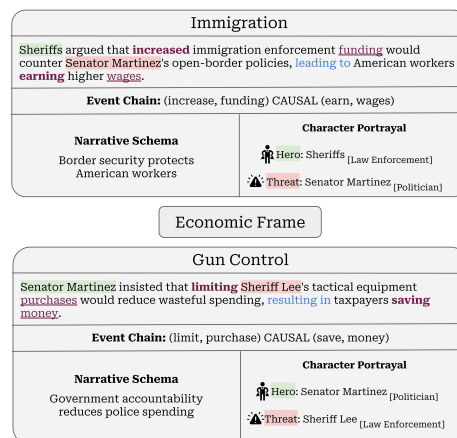 Immigration
Sheriffs argued that increased immigration enforcement funding would
counter Senator Martinez's open-border policies, leading to American workers
earning higher wages.
Event Chain: (increase, funding) CAUSAL (earn, wages)
Narrative Schema
Border security protects
American workers
Character Portrayal
Hero: Sheriffs [Law Enforcement]
Threat: Senator Martinez [Politician]
Economic Frame
Gun Control
Senator Martinez insisted that limiting Sheriff Lee's tactical equipment
purchases would reduce wasteful spending, resulting in taxpayers saving
money.
Event Chain: (limit, purchase) CAUSAL (save, money)
Narrative Schema
Government accountability
reduces police spending
Character Portrayal
Hero: Senator Martinez [Politician]
Threat: Sheriff Lee [Law Enforcement]